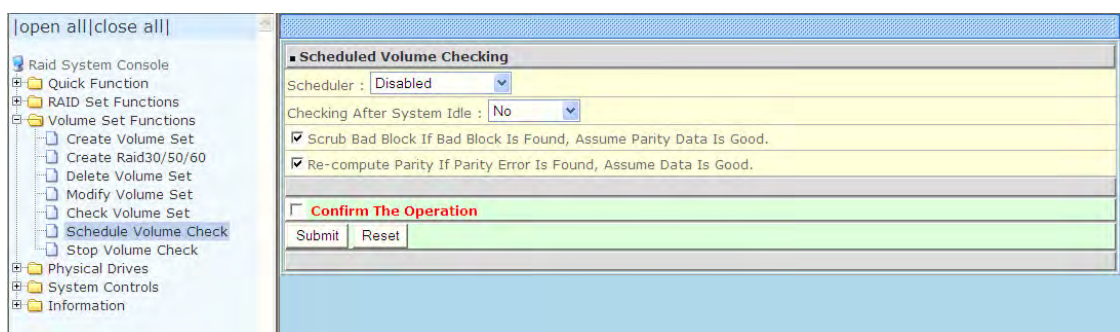 |open all|close all|
Raid System Console
Quick Function
RAID Set Functions
Volume Set Functions
Create Volume Set
Create Raid30/50/60
Delete Volume Set
Modify Volume Set
Check Volume Set
Schedule Volume Check
Stop Volume Check
Physical Drives
System Controls
Information
Scheduled Volume Checking
Scheduler : Disabled
Checking After System Idle : No
Scrub Bad Block If Bad Block Is Found, Assume Parity Data Is Good.
Re-compute Parity If Parity Error Is Found, Assume Data Is Good.
Confirm The Operation
Submit Reset